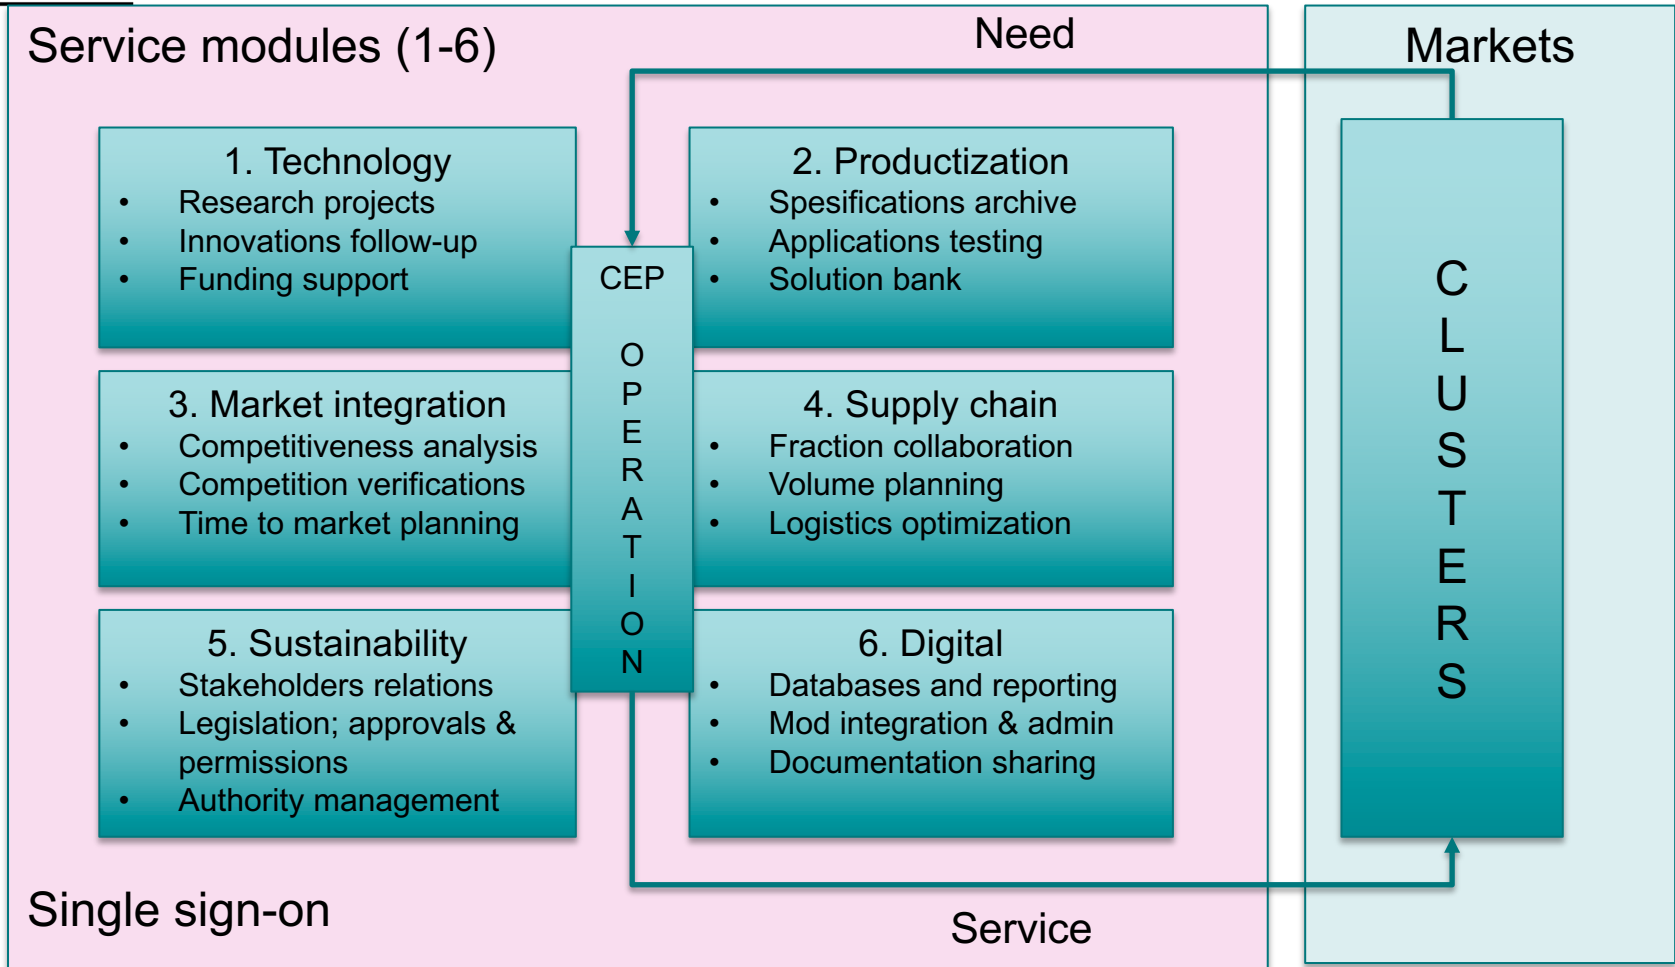 Service modules (1-6)
Need
Markets
1. Technology
• Research projects
• Innovations follow-up
• Funding support
2. Productization
• Spesifications archive
• Applications testing
• Solution bank
CEP
O
P
E
R
A
T
I
O
N
3. Market integration
• Competitiveness analysis
• Competition verifications
• Time to market planning
4. Supply chain
• Fraction collaboration
• Volume planning
• Logistics optimization
5. Sustainability
• Stakeholders relations
• Legislation; approvals &
permissions
• Authority management
6. Digital
• Databases and reporting
• Mod integration & admin
• Documentation sharing
C
L
U
S
T
E
R
S
Single sign-on
Service